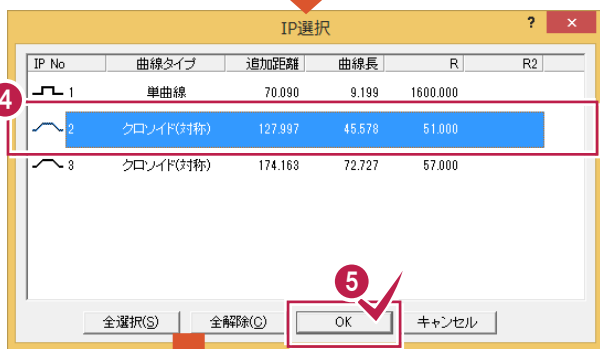 IP選択 ? ×
IP No 曲線タイプ 追加距離 曲線長 R R2
1 単曲線 70.090 9.199 1600.000
4
2 クロソイド(対称) 127.997 45.578 51.000
3 クロソイド(対称) 174.163 72.727 57.000
5
全選択(S) 全解除(C) OK キャンセル